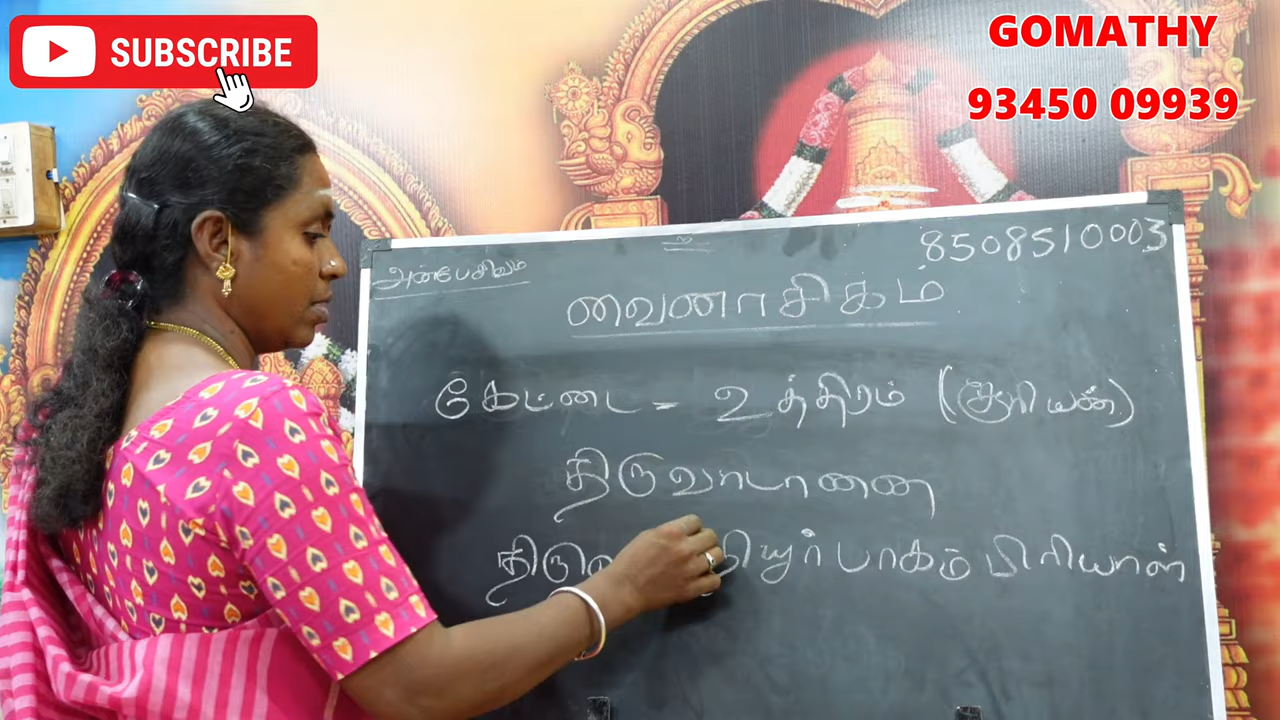 SUBSCRIBE
GOMATHY
93450 09939
உ
8508510003
அன்பேசிவம்
வைனாசிகம்
கேட்டை - உத்திரம் (சூரியன்)
திருவாடானை
பாகம் பிரியாள்